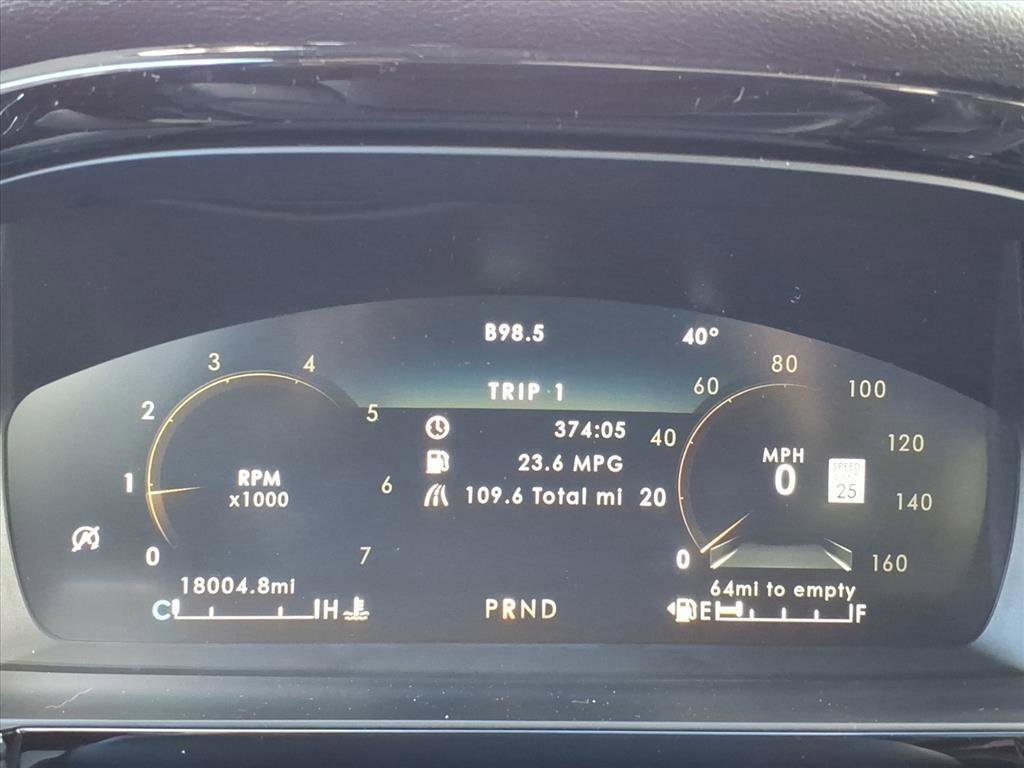 B98.5 40°
TRIP 1
374:05
23.6 MPG
109.6 Total mi
0 1 2 3 4 5 6 7
RPM
x1000
0 20 40 60 80 100 120 140 160
MPH
0
SPEED
25
18004.8mi
C H
PRND
64mi to empty
E F